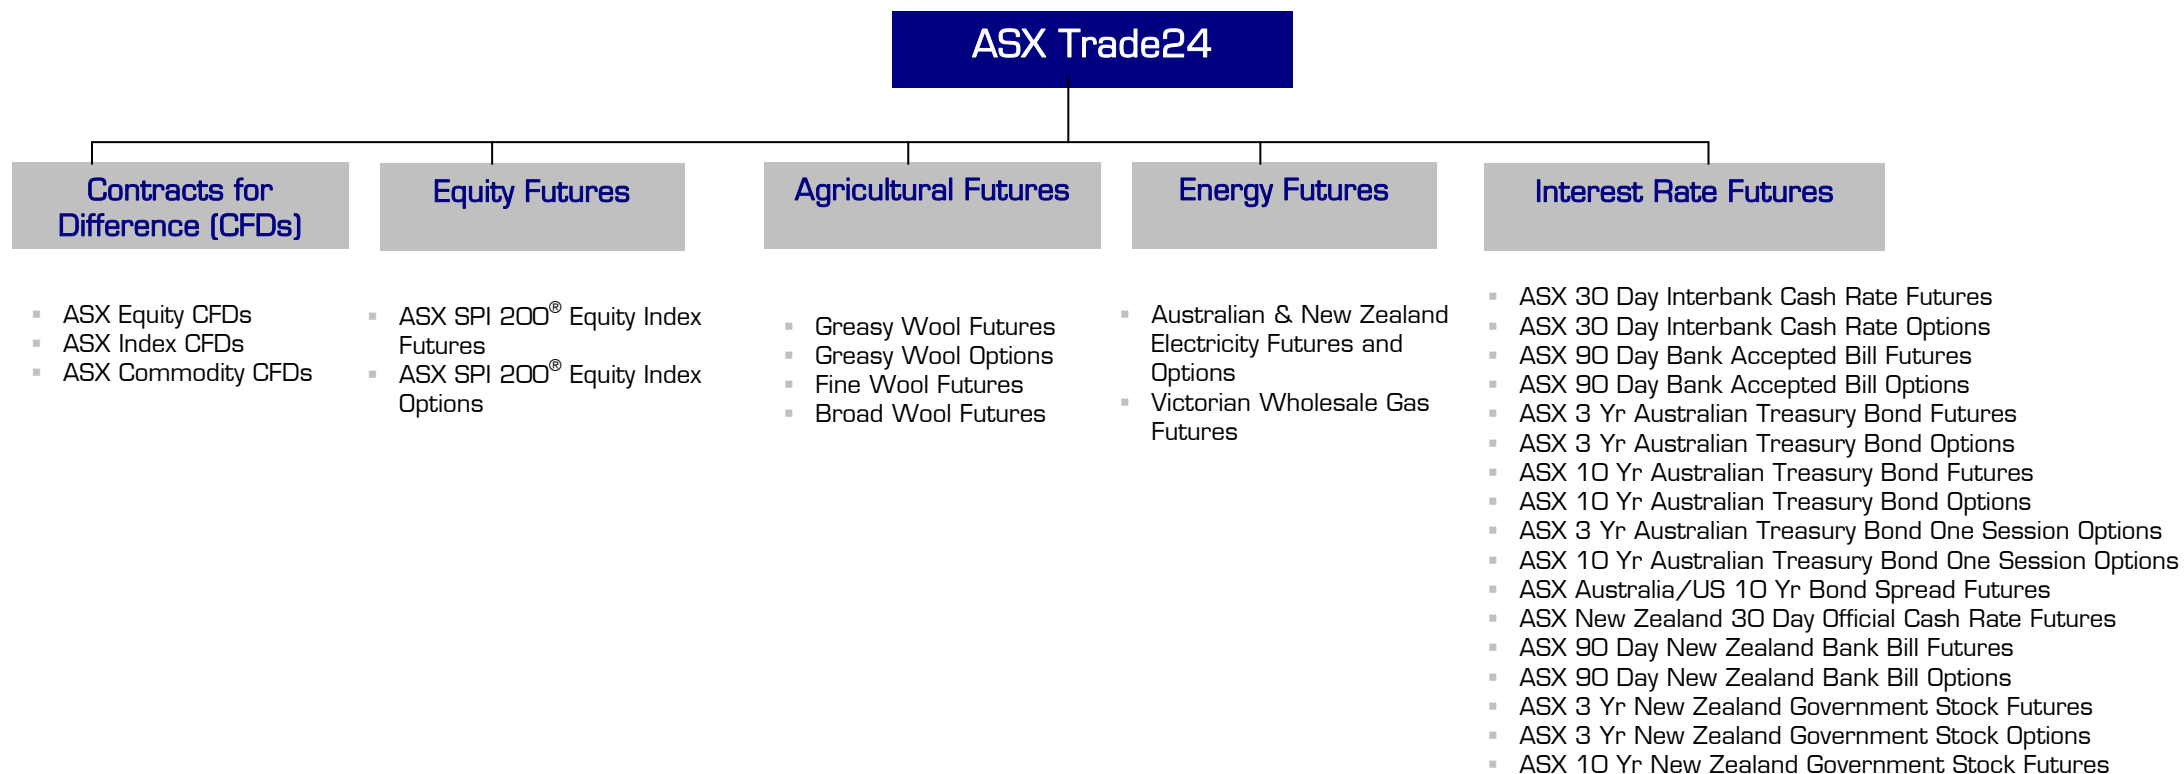 ASX Trade24
Contracts for
Difference (CFDs)
Equity Futures
Agricultural Futures
Energy Futures
Interest Rate Futures
ASX Equity CFDs
ASX Index CFDs
ASX Commodity CFDs
ASX SPI 200® Equity Index
Futures
ASX SPI 200® Equity Index
Options
Greasy Wool Futures
Greasy Wool Options
Fine Wool Futures
Broad Wool Futures
Australian & New Zealand
Electricity Futures and
Options
Victorian Wholesale Gas
Futures
ASX 30 Day Interbank Cash Rate Futures
ASX 30 Day Interbank Cash Rate Options
ASX 90 Day Bank Accepted Bill Futures
ASX 90 Day Bank Accepted Bill Options
ASX 3 Yr Australian Treasury Bond Futures
ASX 3 Yr Australian Treasury Bond Options
ASX 10 Yr Australian Treasury Bond Futures
ASX 10 Yr Australian Treasury Bond Options
ASX 3 Yr Australian Treasury Bond One Session Options
ASX 10 Yr Australian Treasury Bond One Session Options
ASX Australia/US 10 Yr Bond Spread Futures
ASX New Zealand 30 Day Official Cash Rate Futures
ASX 90 Day New Zealand Bank Bill Futures
ASX 90 Day New Zealand Bank Bill Options
ASX 3 Yr New Zealand Government Stock Futures
ASX 3 Yr New Zealand Government Stock Options
ASX 10 Yr New Zealand Government Stock Futures